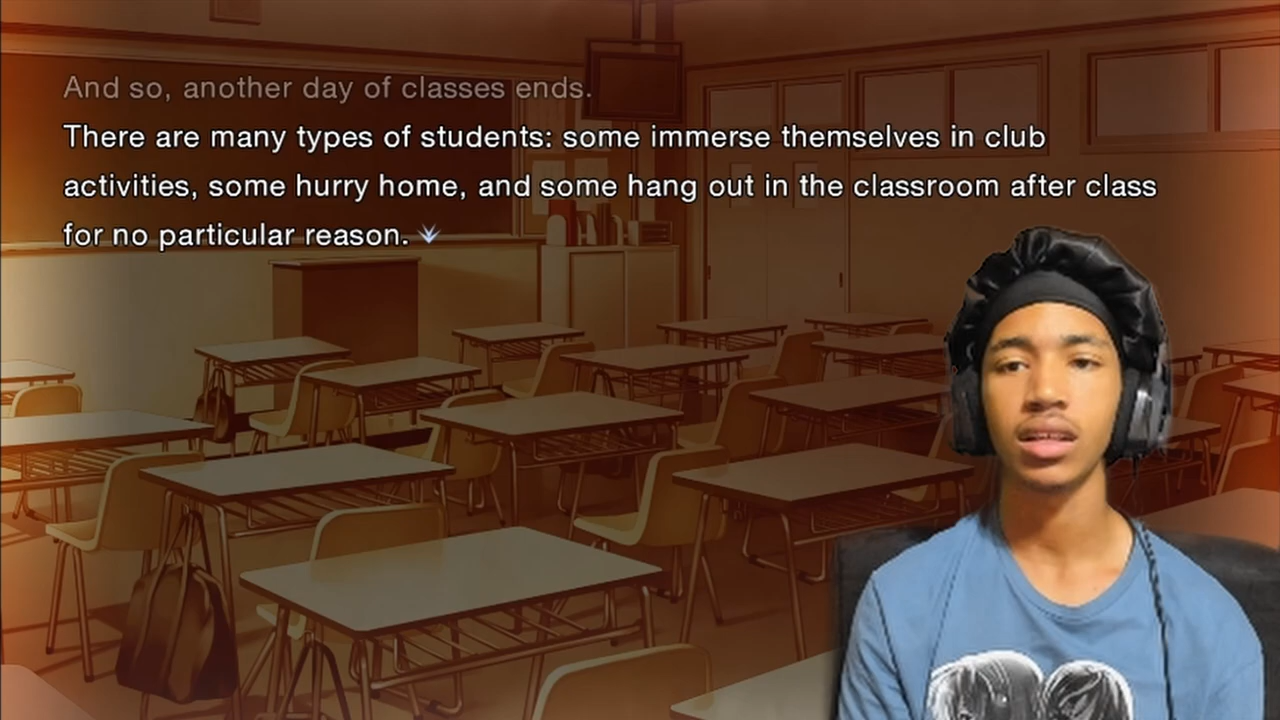 And so, another day of classes ends.
There are many types of students: some immerse themselves in club
activities, some hurry home, and some hang out in the classroom after class
for no particular reason.